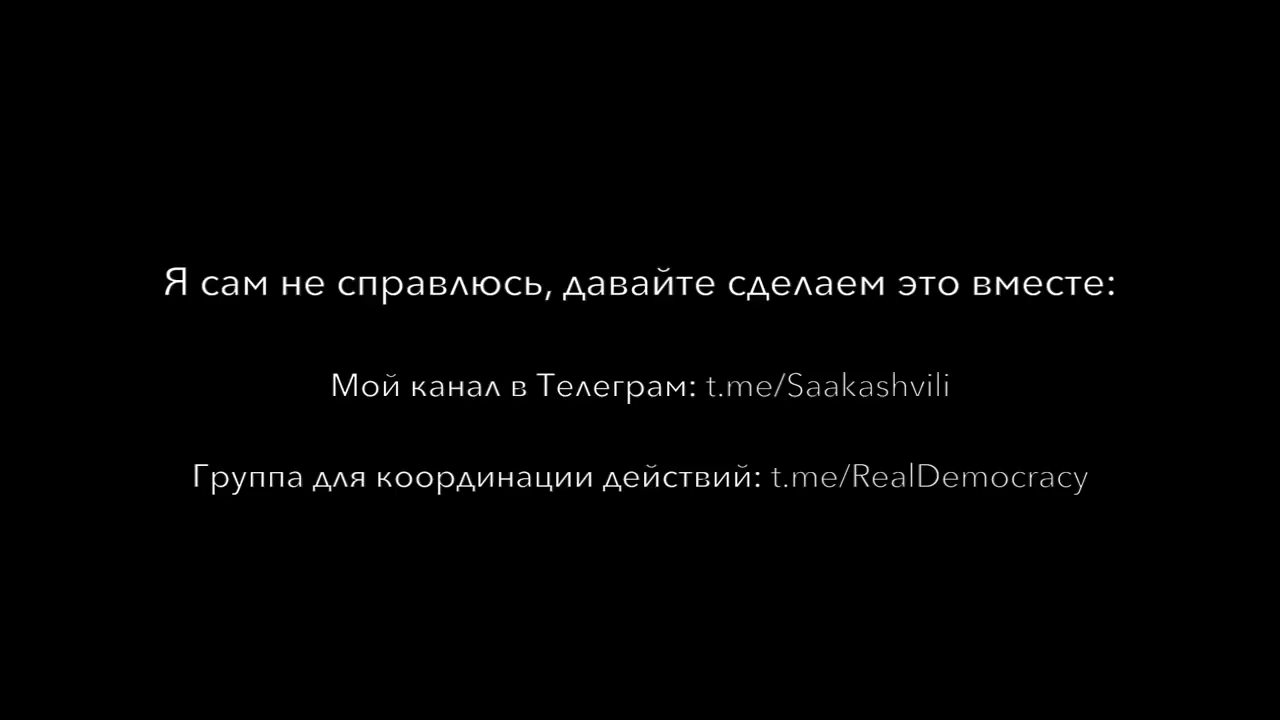 Я сам не справлюсь, давайте сделаем это вместе:
Мой канал в Телеграм: t.me/Saakashvili
Группа для координации действий: t.me/RealDemocracy